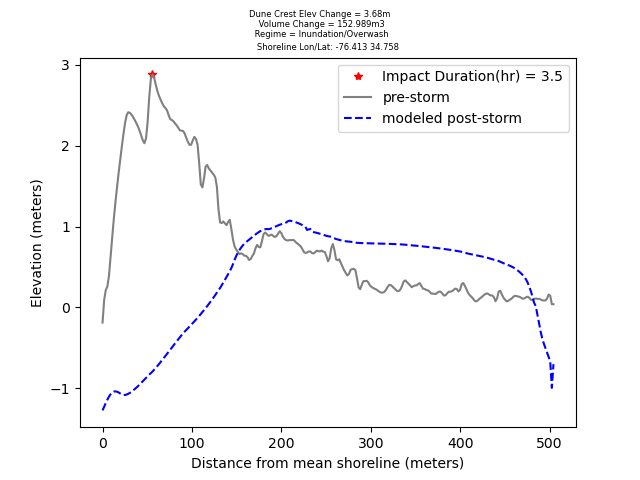 Dune Crest Elev Change = 3.68m
Volume Change = 152.989m3
Regime = Inundation/Overwash
Shoreline Lon/Lat: -76.413 34.758
Impact Duration(hr) = 3.5
pre-storm
modeled post-storm
3
2
1
0
−1
Elevation (meters)
0 100 200 300 400 500
Distance from mean shoreline (meters)